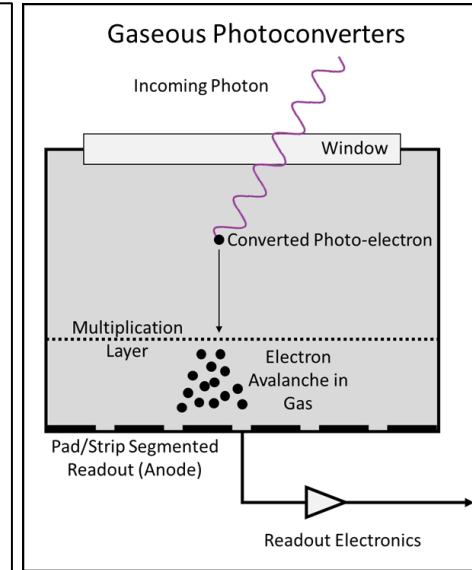 Gaseous Photoconverters
Incoming Photon
Window
Converted Photo-electron
Multiplication
Layer
Electron
Avalanche in
Gas
Pad/Strip Segmented
Readout (Anode)
Readout Electronics